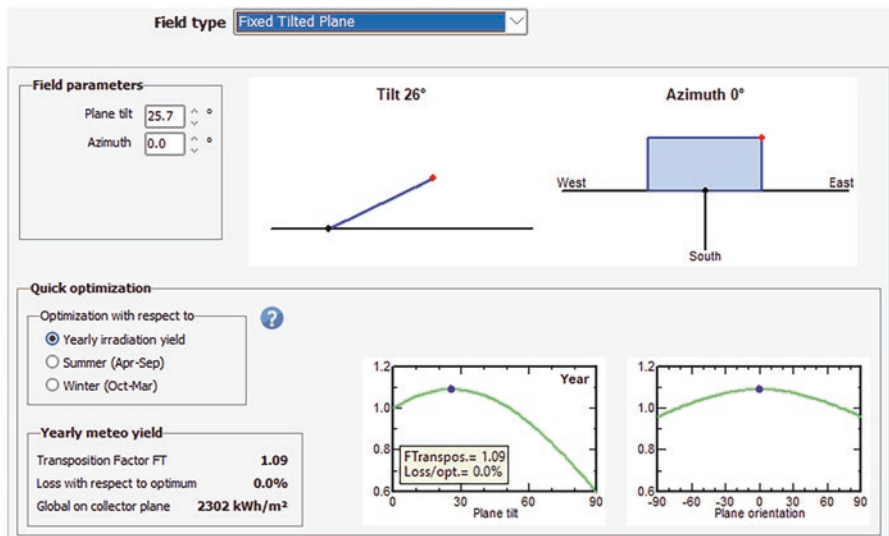 Field type Fixed Tilted Plane
Field parameters
Plane tilt 25.7 °
Azimuth 0.0 °
Tilt 26°
Azimuth 0°
West
East
South
Quick optimization
Optimization with respect to
Yearly irradiation yield
Summer (Apr-Sep)
Winter (Oct-Mar)
?
Yearly meteo yield
Transposition Factor FT 1.09
Loss with respect to optimum 0.0%
Global on collector plane 2302 kWh/m²
1.2
1.0
0.8
0.6
Year
FTranspos.= 1.09
Loss/opt.= 0.0%
0 30 60 90
Plane tilt
1.2
1.0
0.8
0.6
-90 -60 -30 0 30 60 90
Plane orientation